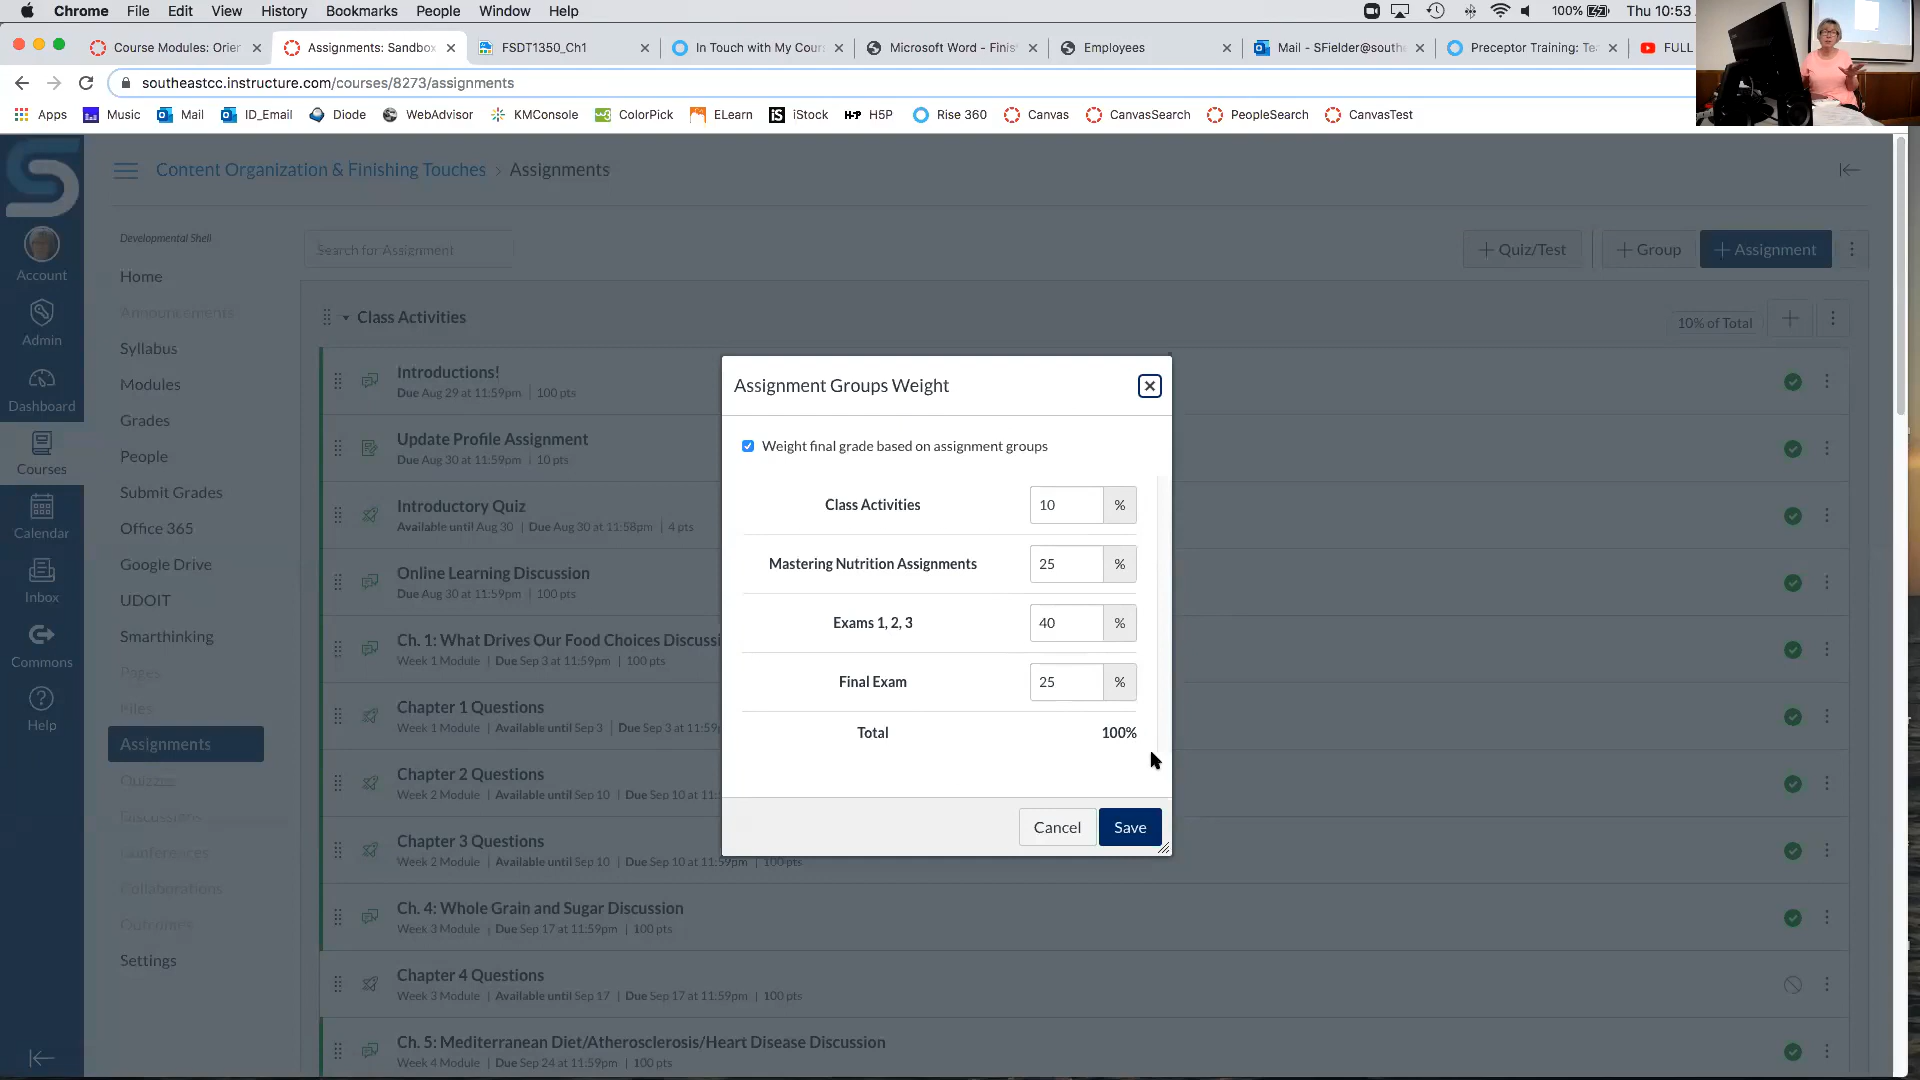 Chrome File Edit View History Bookmarks People Window Help 100% Thu 10:53
Course Modules: Orien
Assignments: Sandbox
FSDT1350_Ch1
In Touch with My Cour
Microsoft Word - Finis
Employees
Mail - SFielder@southe
Preceptor Training: Te
FULL
southeastcc.instructure.com/courses/8273/assignments
Apps Music Mail ID_Email Diode WebAdvisor KMConsole ColorPick ELearn iStock H5P Rise 360 Canvas CanvasSearch PeopleSearch CanvasTest
Content Organization & Finishing Touches > Assignments
Account
Admin
Dashboard
Courses
Calendar
Inbox
Commons
Help
Developmental Shell
Home
Announcements
Syllabus
Modules
Grades
People
Submit Grades
Office 365
Google Drive
UDOIT
Smarthinking
Pages
Files
Assignments
Quizzes
Discussions
Conferences
Collaborations
Outcomes
Settings
Search for Assignment
+ Quiz/Test
+ Group
+ Assignment
Class Activities
10% of Total
Introductions!
Due Aug 29 at 11:59pm | 100 pts
Update Profile Assignment
Due Aug 30 at 11:59pm | 10 pts
Introductory Quiz
Available until Aug 30 | Due Aug 30 at 11:58pm | 4 pts
Online Learning Discussion
Due Aug 30 at 11:59pm | 100 pts
Ch. 1: What Drives Our Food Choices Discussi
Week 1 Module | Due Sep 3 at 11:59pm | 100 pts
Chapter 1 Questions
Week 1 Module | Available until Sep 3 | Due Sep 3 at 11:59p
Chapter 2 Questions
Week 2 Module | Available until Sep 10 | Due Sep 10 at 11:
Chapter 3 Questions
Week 2 Module | Available until Sep 10 | Due Sep 10 at 11:59pm | 100 pts
Ch. 4: Whole Grain and Sugar Discussion
Week 3 Module | Due Sep 17 at 11:59pm | 100 pts
Chapter 4 Questions
Week 3 Module | Available until Sep 17 | Due Sep 17 at 11:59pm | 100 pts
Ch. 5: Mediterranean Diet/Atherosclerosis/Heart Disease Discussion
Week 4 Module | Due Sep 24 at 11:59pm | 100 pts
Assignment Groups Weight
Weight final grade based on assignment groups
Class Activities 10 %
Mastering Nutrition Assignments 25 %
Exams 1, 2, 3 40 %
Final Exam 25 %
Total 100%
Cancel Save